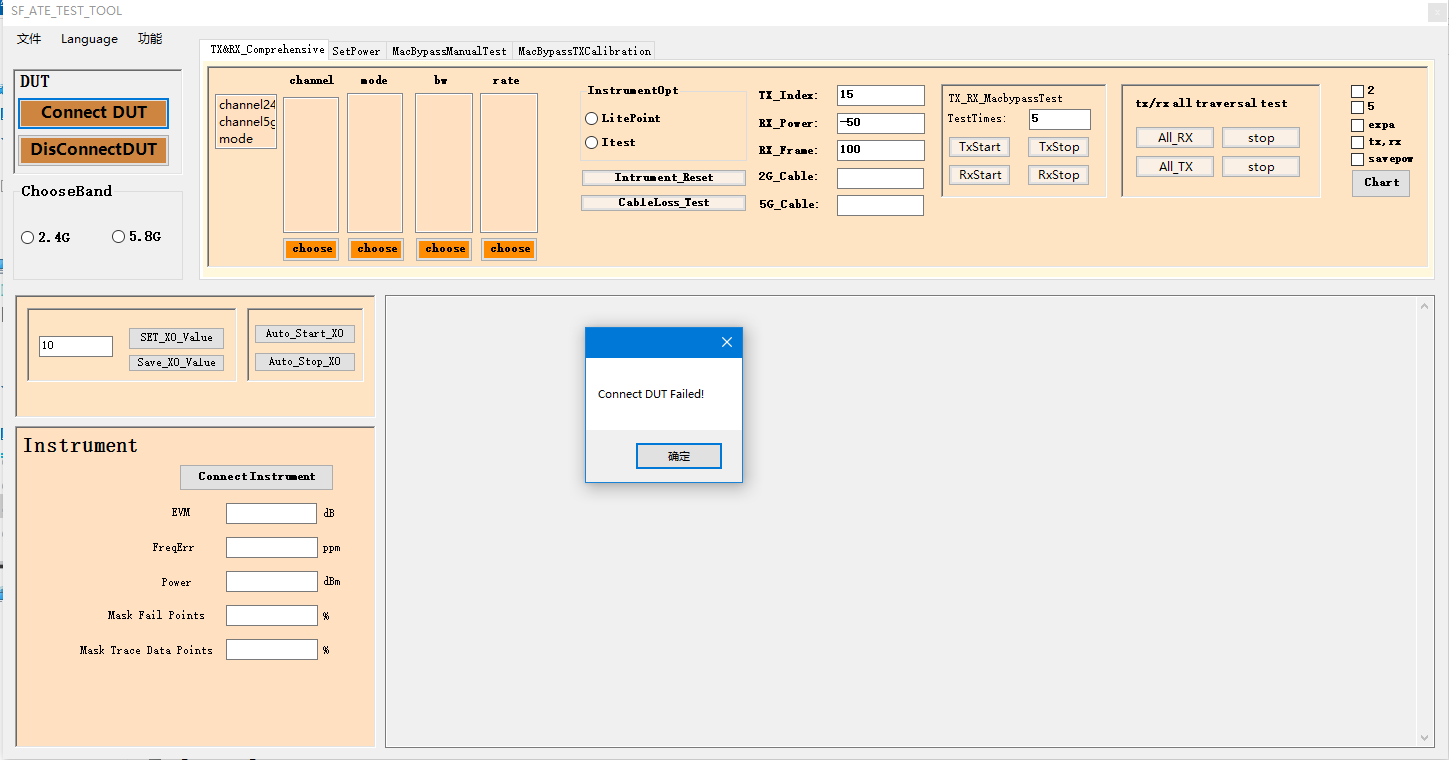 SF_ATE_TEST_TOOL
文件 Language 功能
DUT
Connect DUT
DisConnectDUT
ChooseBand
2.4G 5.8G
TX&RX_Comprehensive SetPower MacBypassManualTest MacBypassTXCalibration
channel mode bw rate
channel24
channel5g
mode
choose choose choose choose
InstrumentOpt
LitePoint
Itest
Intrument_Reset
CableLoss_Test
TX_Index: 15
RX_Power: -50
RX_Frame: 100
2G_Cable:
5G_Cable:
TX_RX_MacbypassTest
TestTimes: 5
TxStart TxStop
RxStart RxStop
tx/rx all traversal test
All_RX stop
All_TX stop
2
5
expa
tx,rx
savepow
Chart
10
SET_XO_Value
Save_XO_Value
Auto_Start_XO
Auto_Stop_XO
Instrument
ConnectInstrument
EVM dB
FreqErr ppm
Power dBm
Mask Fail Points %
Mask Trace Data Points %
Connect DUT Failed!
确定